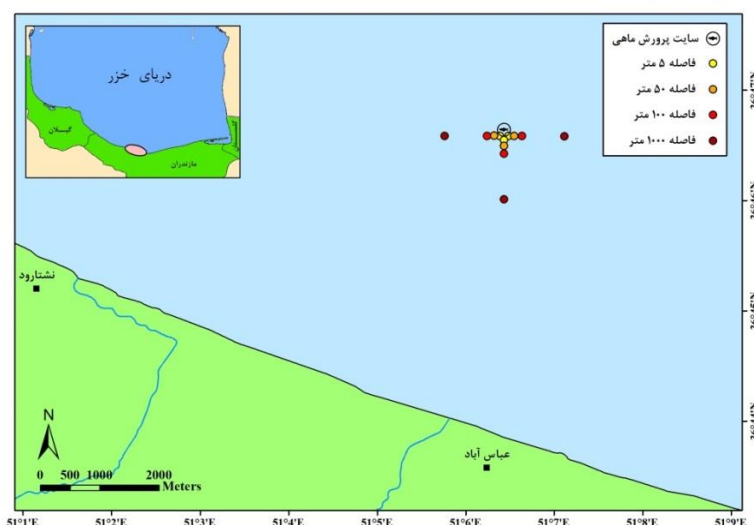 دریای خزر
گیلان
مازندران
سایت پرورش ماهی
فاصله ۵ متر
فاصله ۵۰ متر
فاصله ۱۰۰ متر
فاصله ۱۰۰۰ متر
نشتارود
عباس آباد
N
0 500 1000 2000
Meters
51°1'E 51°2'E 51°3'E 51°4'E 51°5'E 51°6'E 51°7'E 51°8'E 51°9'E